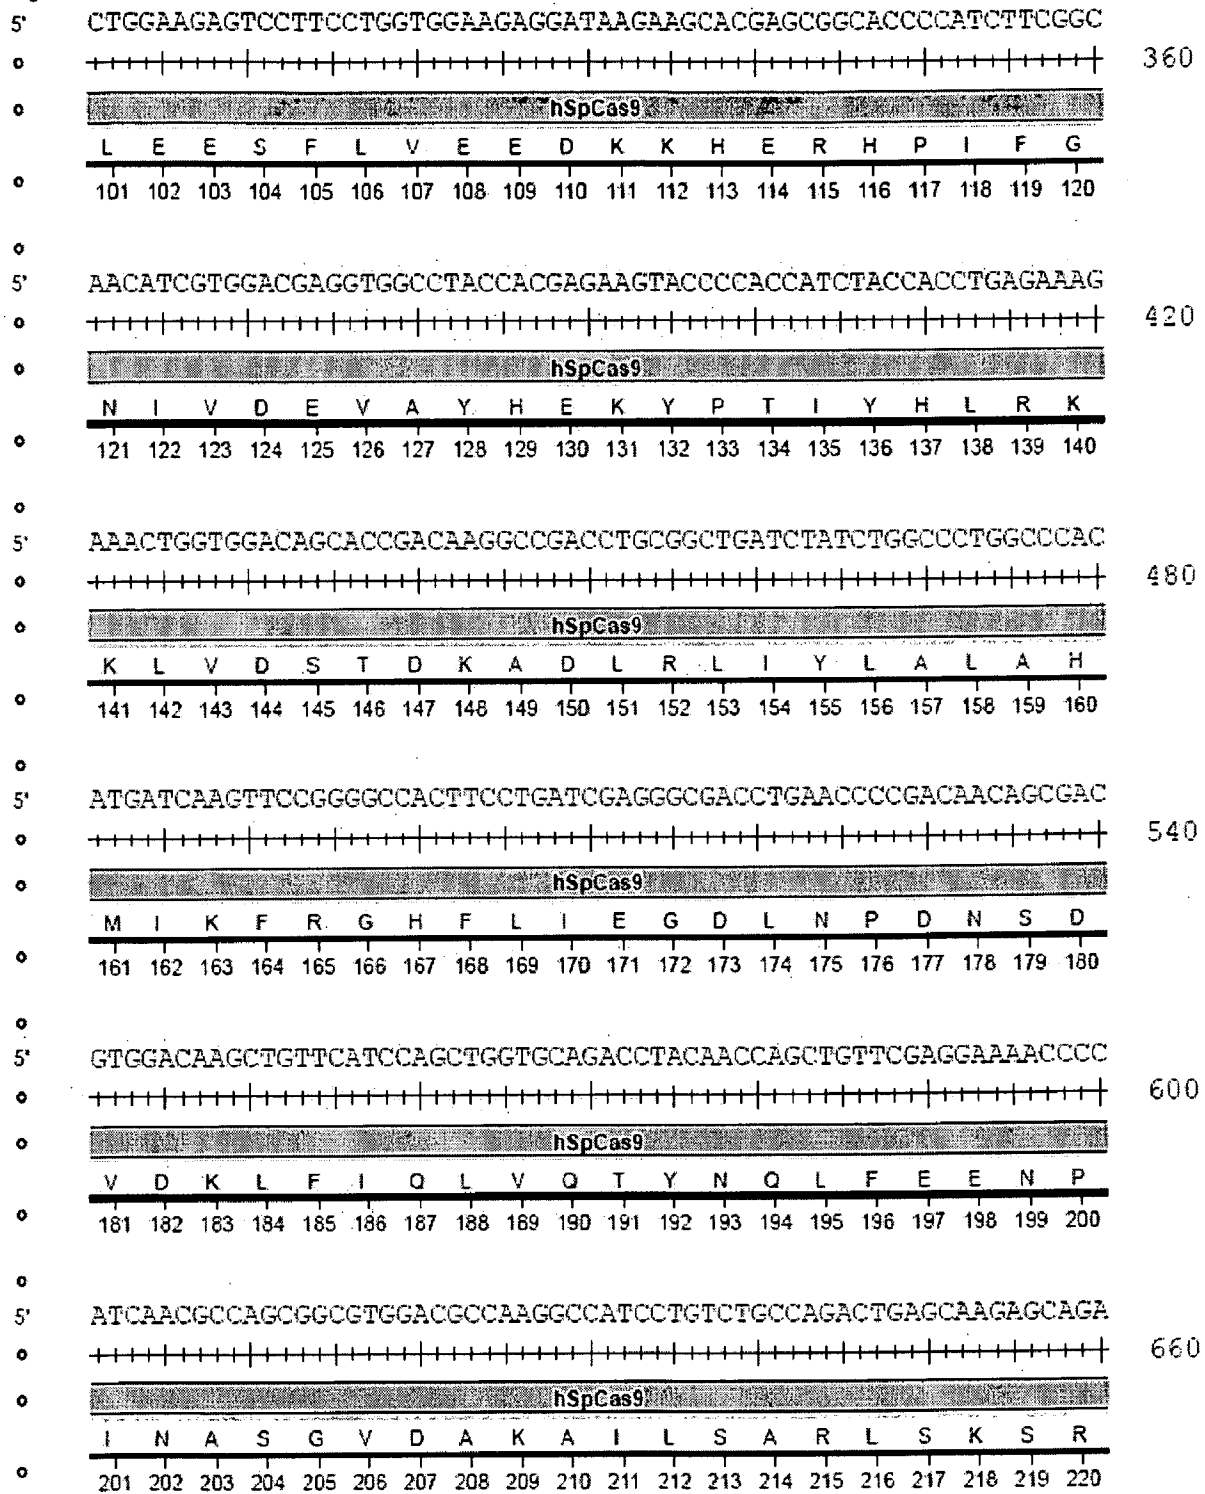 5' CTGGAAGAGTCCTTCCTGGTGGAAGAGGATAAGAAGCACGAGCGGCACCCCATCTTCGGC
360
hSpCas9
L E E S F L V E E D K K H E R H P I F G
101 102 103 104 105 106 107 108 109 110 111 112 113 114 115 116 117 118 119 120
5' AACATCGTGGACGAGGTGGCCTACCACGAGAAGTACCCCACCATCTACCACCTGAGAAAG
420
hSpCas9
N I V D E V A Y H E K Y P T I Y H L R K
121 122 123 124 125 126 127 128 129 130 131 132 133 134 135 136 137 138 139 140
5' AAACTGGTGGACAGCACCGACAAGGCCGACCTGCGGCTGATCTATCTGGCCCTGGCCCAC
480
hSpCas9
K L V D S T D K A D L R L I Y L A L A H
141 142 143 144 145 146 147 148 149 150 151 152 153 154 155 156 157 158 159 160
5' ATGATCAAGTTCCGGGGCCACTTCCTGATCGAGGGCGACCTGAACCCCGACAACAGCGAC
540
hSpCas9
M I K F R G H F L I E G D L N P D N S D
161 162 163 164 165 166 167 168 169 170 171 172 173 174 175 176 177 178 179 180
5' GTGGACAAGCTGTTCATCCAGCTGGTGCAGACCTACAACCAGCTGTTCGAGGAAAACCCC
600
hSpCas9
V D K L F I Q L V Q T Y N Q L F E E N P
181 182 183 184 185 186 187 188 189 190 191 192 193 194 195 196 197 198 199 200
5' ATCAACGCCAGCGGCGTGGACGCCAAGGCCATCCTGTCTGCCAGACTGAGCAAGAGCAGA
660
hSpCas9
I N A S G V D A K A I L S A R L S K S R
201 202 203 204 205 206 207 208 209 210 211 212 213 214 215 216 217 218 219 220